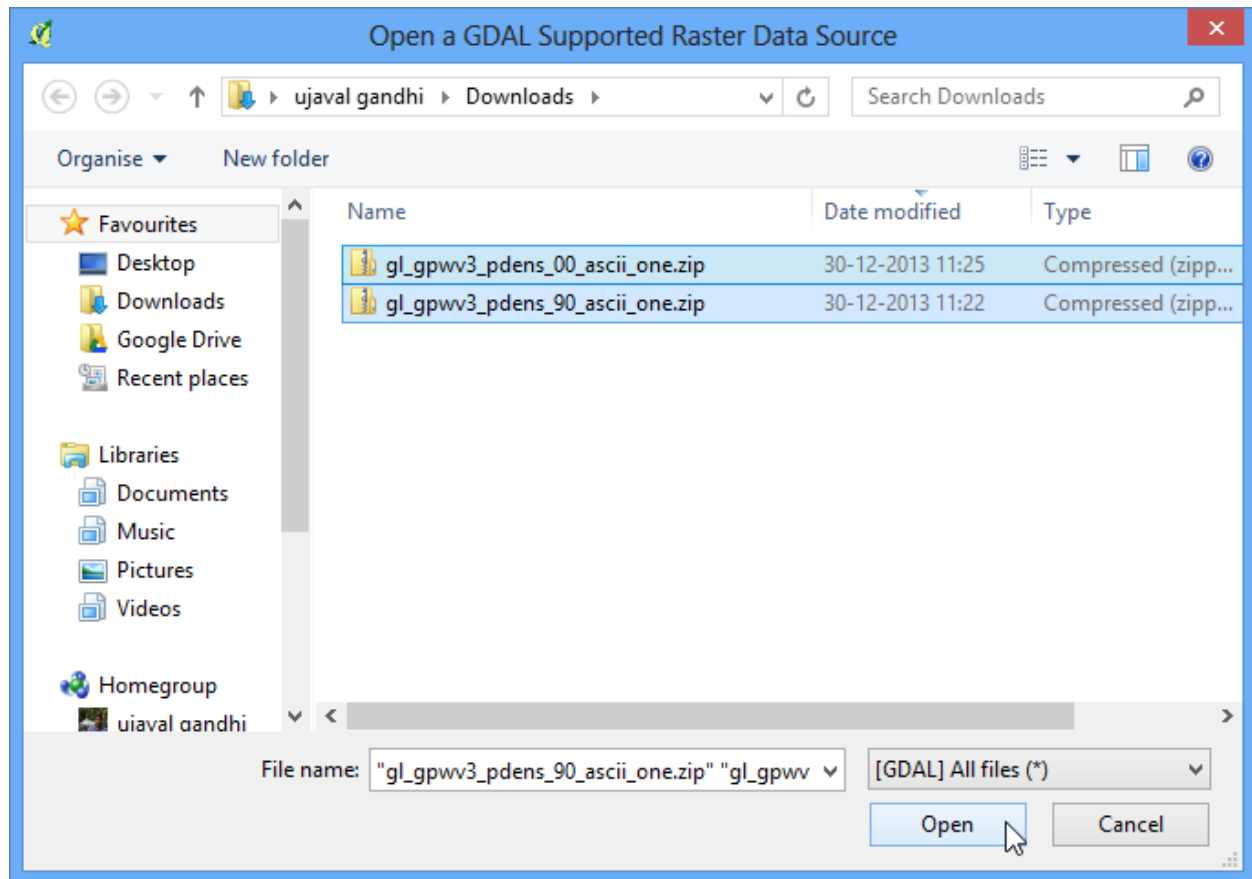 Open a GDAL Supported Raster Data Source
ujaval gandhi Downloads
Search Downloads
Organise
New folder
Favourites
Desktop
Downloads
Google Drive
Recent places
Libraries
Documents
Music
Pictures
Videos
Homegroup
ujaval gandhi
Name Date modified Type
gl_gpwv3_pdens_00_ascii_one.zip 30-12-2013 11:25 Compressed (zipp...
gl_gpwv3_pdens_90_ascii_one.zip 30-12-2013 11:22 Compressed (zipp...
File name: "gl_gpwv3_pdens_90_ascii_one.zip" "gl_gpwv
[GDAL] All files (*)
Open Cancel